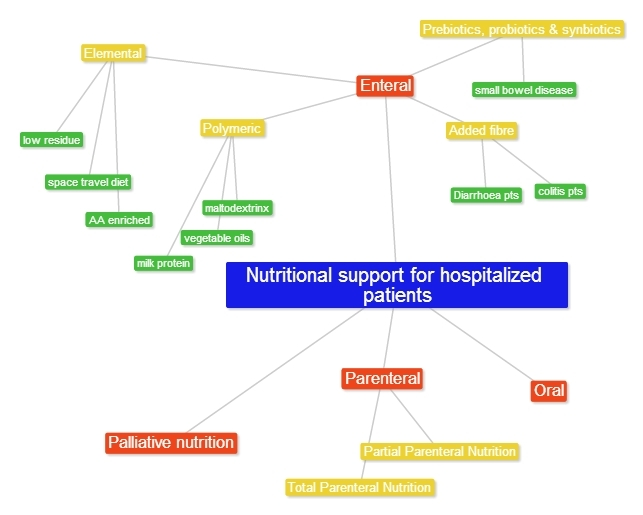 Prebiotics, probiotics & synbiotics
Elemental
Enteral
small bowel disease
Polymeric
Added fibre
low residue
space travel diet
Diarrhoea pts
colitis pts
maltodextrinx
AA enriched
vegetable oils
milk protein
Nutritional support for hospitalized
patients
Parenteral
Oral
Palliative nutrition
Partial Parenteral Nutrition
Total Parenteral Nutrition